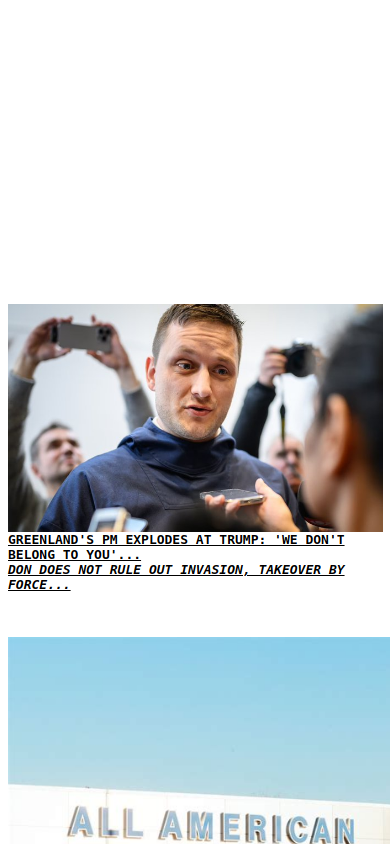 GREENLAND'S PM EXPLODES AT TRUMP: 'WE DON'T
BELONG TO YOU'...
DON DOES NOT RULE OUT INVASION, TAKEOVER BY
FORCE...
ALL AMERICAN